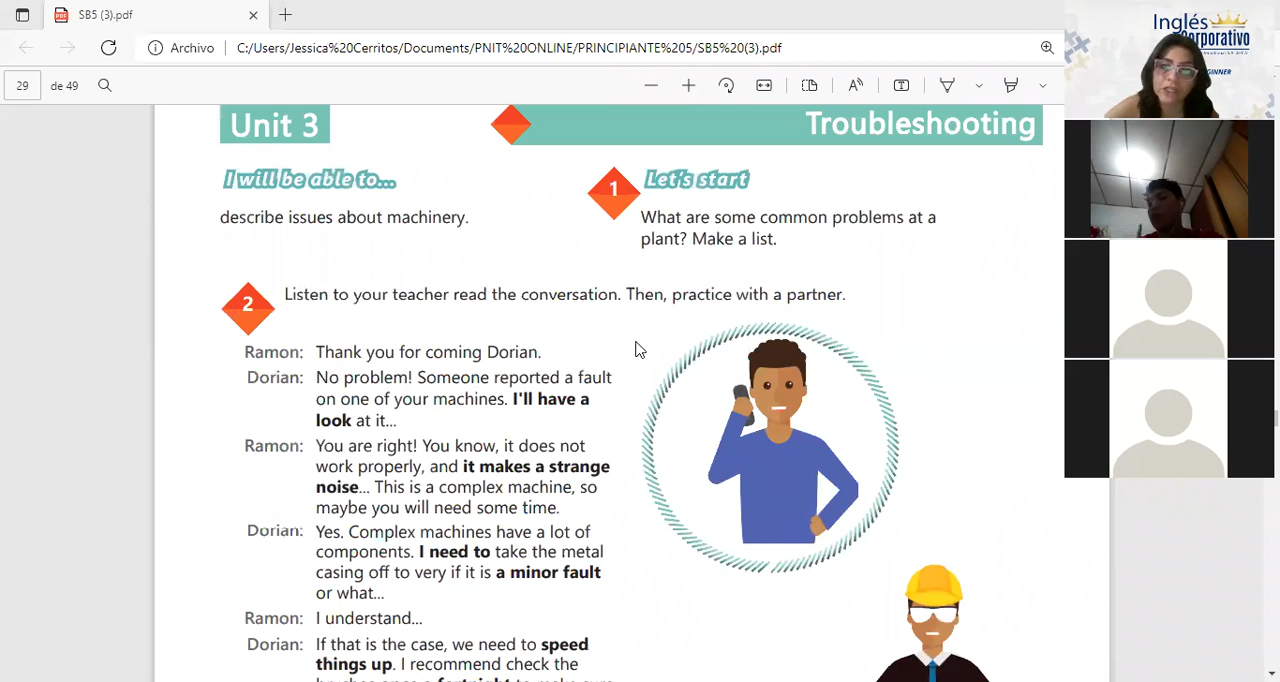 SB5 (3).pdf
Archivo
C:/Users/Jessica%20Cerritos/Documents/PNIT%20ONLINE/PRINCIPIANTE%205/SB5%20(3).pdf
29
de 49
Unit 3
Troubleshooting
I will be able to...
describe issues about machinery.
1
Let's start
What are some common problems at a
plant? Make a list.
2
Listen to your teacher read the conversation. Then, practice with a partner.
Ramon: Thank you for coming Dorian.
Dorian: No problem! Someone reported a fault
on one of your machines. I'll have a
look at it...
Ramon: You are right! You know, it does not
work properly, and it makes a strange
noise... This is a complex machine, so
maybe you will need some time.
Dorian: Yes. Complex machines have a lot of
components. I need to take the metal
casing off to very if it is a minor fault
or what...
Ramon: I understand...
Dorian: If that is the case, we need to speed
things up. I recommend check the
brushes once a fortnight to make sure
Inglés
Corporativo